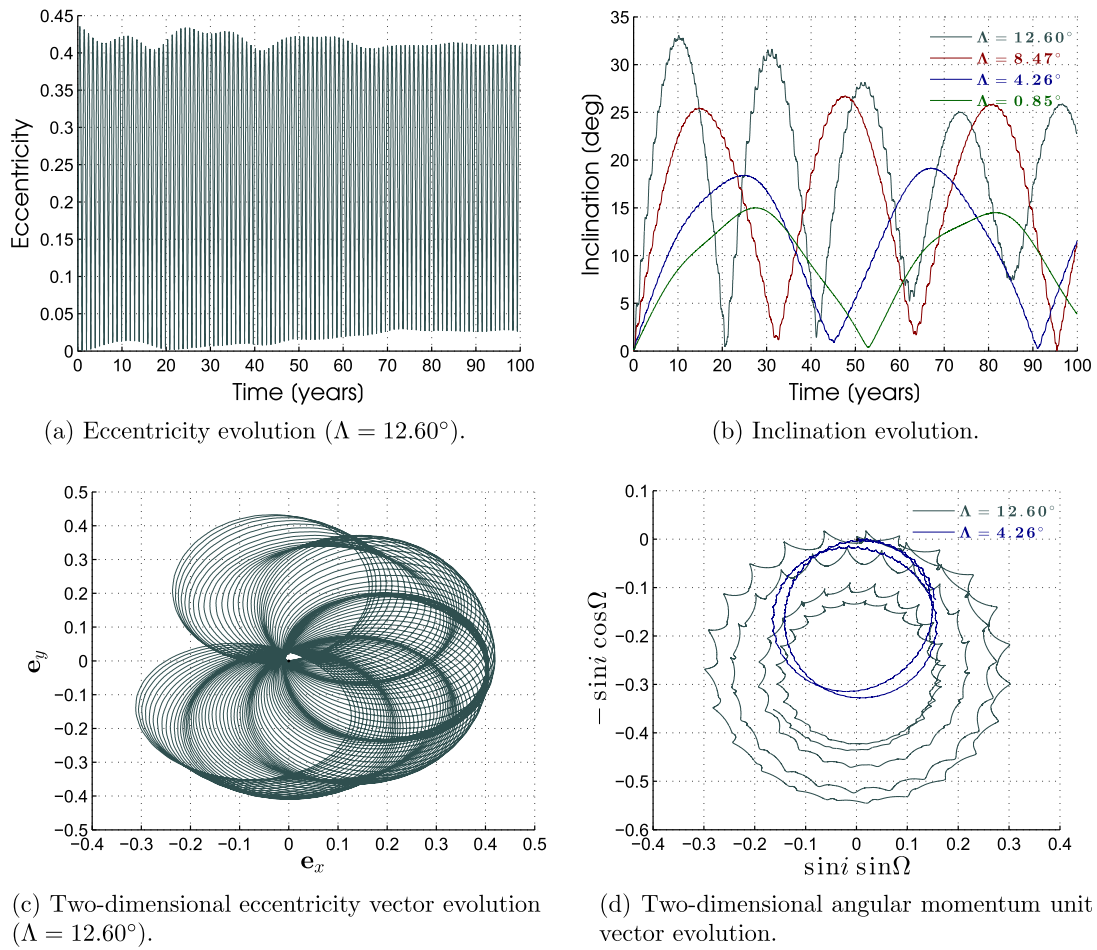 0.45
0.4
0.35
0.3
0.25
0.2
0.15
0.1
0.05
0
Eccentricity
0 10 20 30 40 50 60 70 80 90 100
Time (years)
(a) Eccentricity evolution (Λ = 12.60°).
35
30
25
20
15
10
5
0
Inclination (deg)
Λ = 12.60°
Λ = 8.47°
Λ = 4.26°
Λ = 0.85°
0 10 20 30 40 50 60 70 80 90 100
Time (years)
(b) Inclination evolution.
0.5
0.4
0.3
0.2
0.1
0
−0.1
−0.2
−0.3
−0.4
−0.5
e_y
−0.4 −0.3 −0.2 −0.1 0 0.1 0.2 0.3 0.4 0.5
e_x
(c) Two-dimensional eccentricity vector evolution
(Λ = 12.60°).
0.1
0
−0.1
−0.2
−0.3
−0.4
−0.5
−0.6
− sin i cosΩ
Λ = 12.60°
Λ = 4.26°
−0.4 −0.3 −0.2 −0.1 0 0.1 0.2 0.3 0.4
sin i sinΩ
(d) Two-dimensional angular momentum unit
vector evolution.